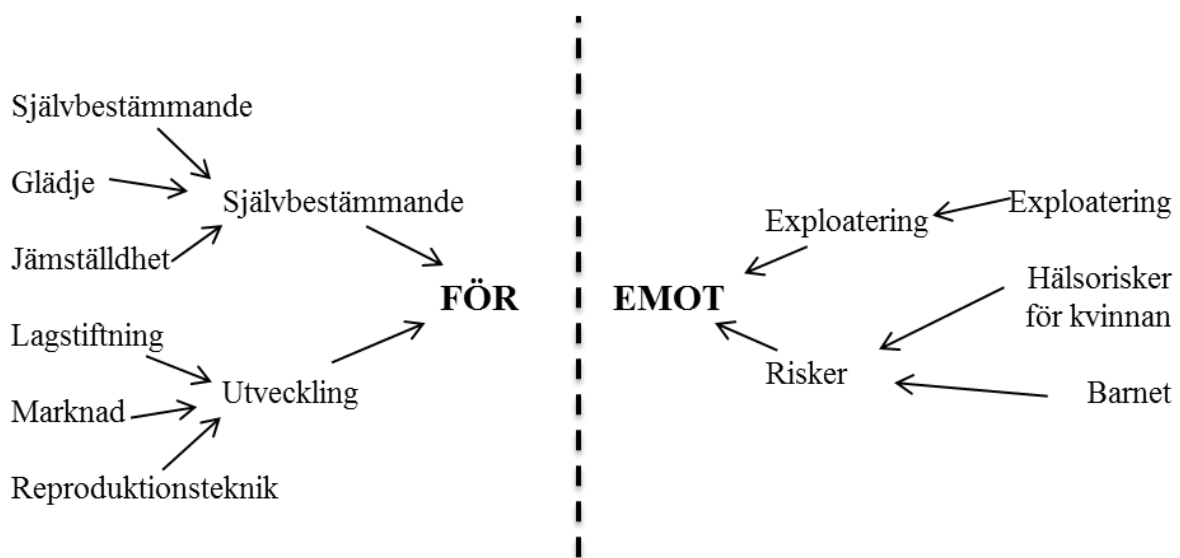 Självbestämmande
Glädje
Jämställdhet
Självbestämmande
Lagstiftning
Marknad
Reproduktionsteknik
Utveckling
FÖR
EMOT
Exploatering
Exploatering
Risker
Hälsorisker
för kvinnan
Barnet